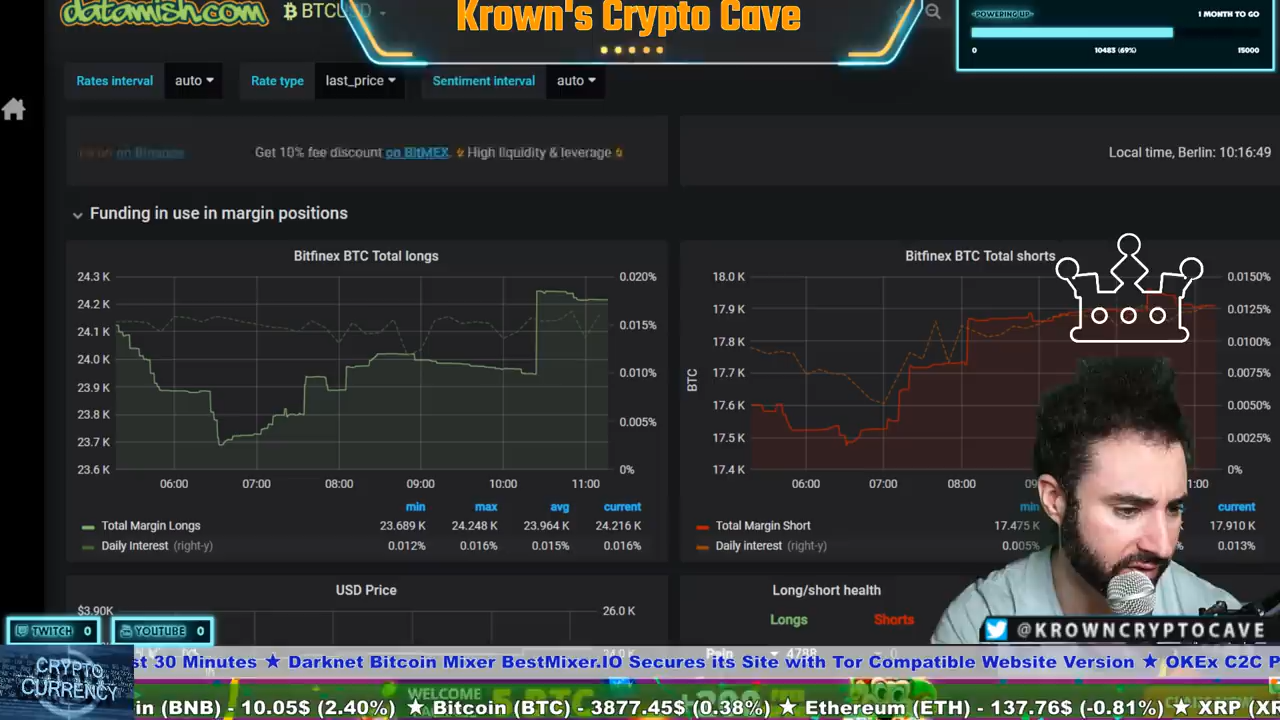 datamish.com
BTCU D
Krown's Crypto Cave
POWERING UP
1 MONTH TO GO
0
10483 (69%)
15000
Rates interval
auto
Rate type
last_price
Sentiment interval
auto
on Binance
Get 10% fee discount on BitMEX. High liquidity & leverage
Local time, Berlin: 10:16:49
Funding in use in margin positions
Bitfinex BTC Total longs
24.3 K
24.2 K
24.1 K
24.0 K
23.9 K
23.8 K
23.7 K
23.6 K
0.020%
0.015%
0.010%
0.005%
0%
06:00 07:00 08:00 09:00 10:00 11:00
min max avg current
Total Margin Longs 23.689 K 24.248 K 23.964 K 24.216 K
Daily Interest (right-y) 0.012% 0.016% 0.015% 0.016%
Bitfinex BTC Total shorts
BTC
18.0 K
17.9 K
17.8 K
17.7 K
17.6 K
17.5 K
17.4 K
0.0150%
0.0125%
0.0100%
0.0075%
0.0050%
0.0025%
0%
06:00 07:00 08:00 09 1:00
min current
Total Margin Short 17.475 K 17.910 K
Daily interest (right-y) 0.005% 0.013%
USD Price
$3.90K
26.0 K
Long/short health
Longs
Shorts
TWITCH 0
YOUTUBE 0
@KROWNCRYPTOCAVE
CRYPTO
CURRENCY
st 30 Minutes ★ Darknet Bitcoin Mixer BestMixer.IO Secures its Site with Tor Compatible Website Version ★ OKEx C2C P
WELCOME
in (BNB) - 10.05$ (2.40%) ★ Bitcoin (BTC) - 3877.45$ (0.38%) ★ Ethereum (ETH) - 137.76$ (-0.81%) ★ XRP (XR